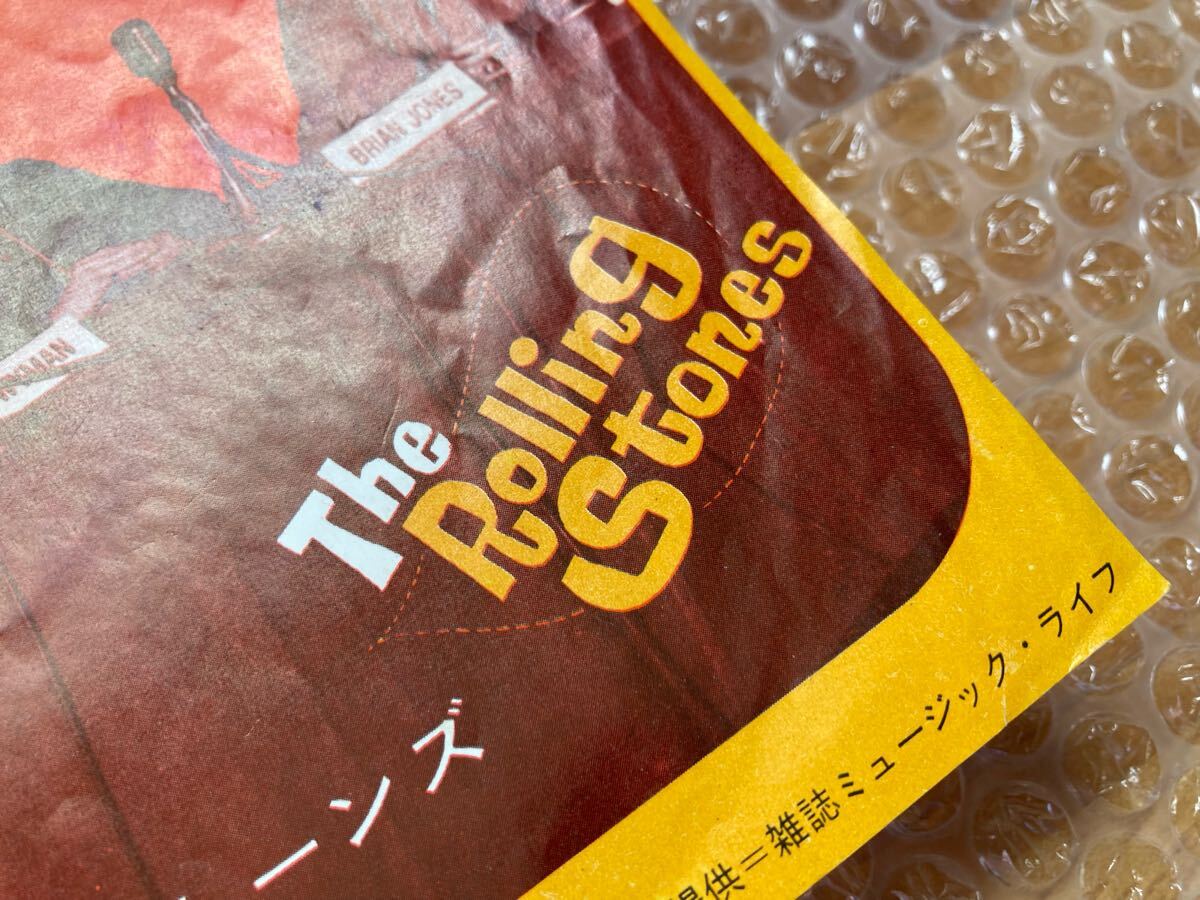 BRIAN JONES
The
Rolling
Stones
ーンズ
提供＝雑誌ミュージック・ライフ